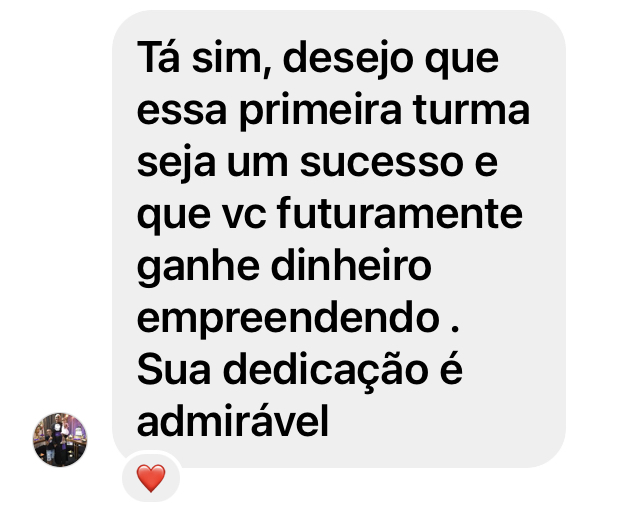 Tá sim, desejo que
essa primeira turma
seja um sucesso e
que vc futuramente
ganhe dinheiro
empreendendo .
Sua dedicação é
admirável